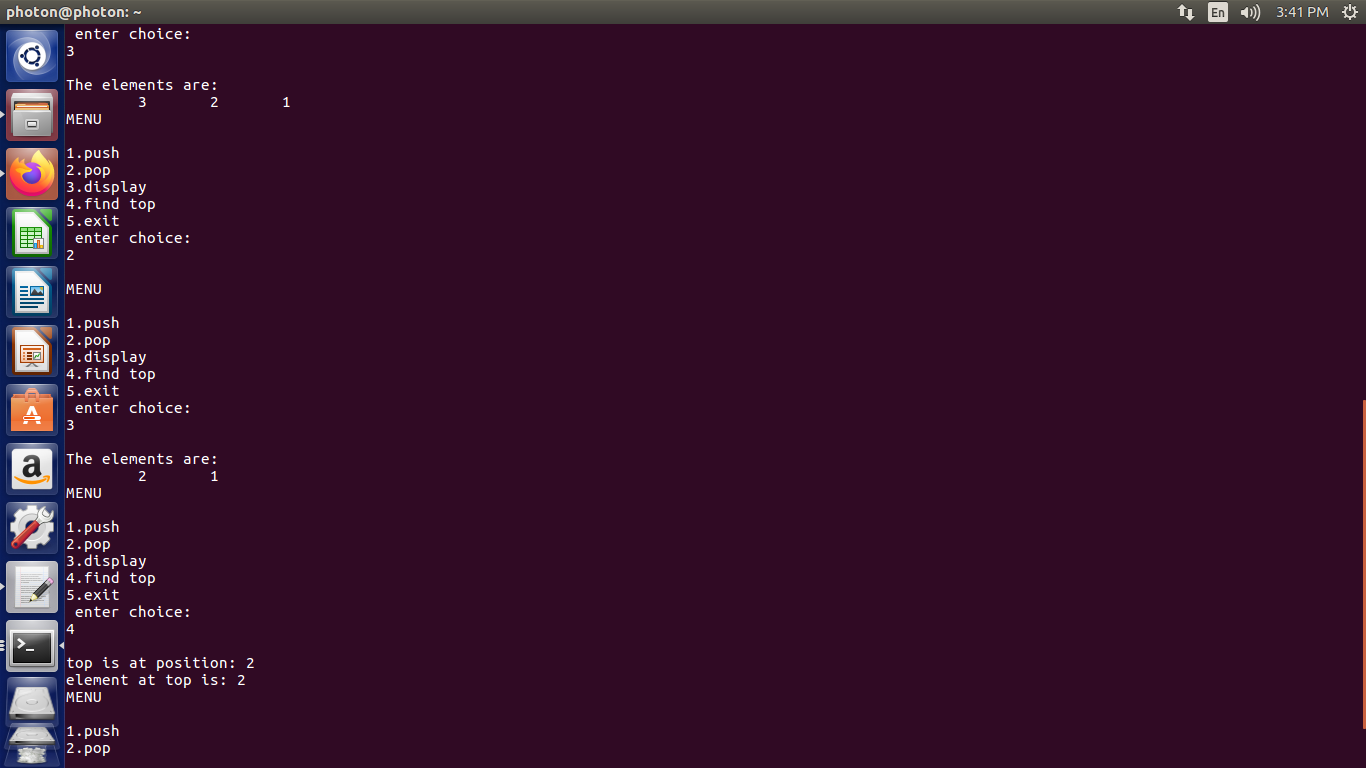 photon@photon: ~
En
3:41 PM
enter choice:
3
The elements are:
3 2 1
MENU
1.push
2.pop
3.display
4.find top
5.exit
enter choice:
2
MENU
1.push
2.pop
3.display
4.find top
5.exit
enter choice:
3
The elements are:
2 1
MENU
1.push
2.pop
3.display
4.find top
5.exit
enter choice:
4
top is at position: 2
element at top is: 2
MENU
1.push
2.pop